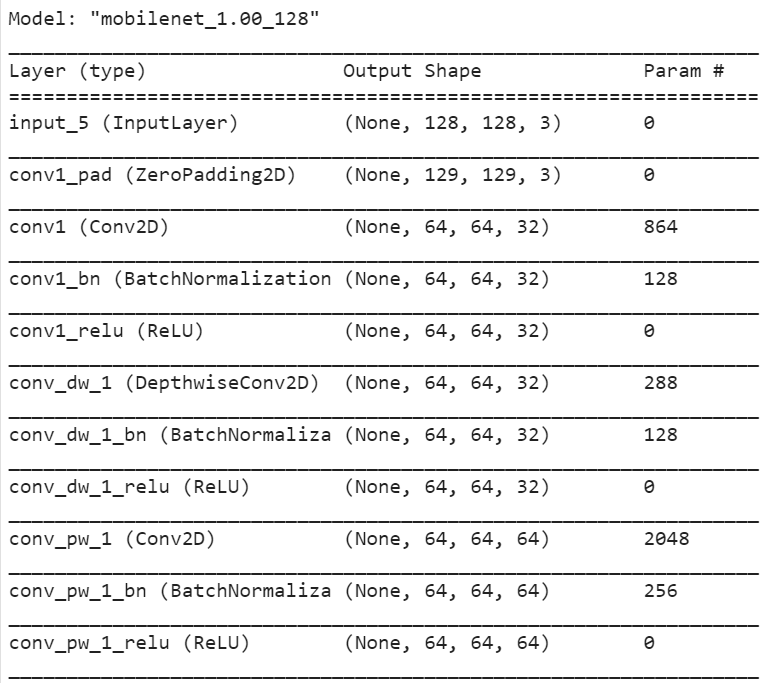 Model: "mobilenet_1.00_128"
_________________________________________________________________
Layer (type)                 Output Shape              Param #
=================================================================
input_5 (InputLayer)         (None, 128, 128, 3)       0
_________________________________________________________________
conv1_pad (ZeroPadding2D)    (None, 129, 129, 3)       0
_________________________________________________________________
conv1 (Conv2D)               (None, 64, 64, 32)        864
_________________________________________________________________
conv1_bn (BatchNormalization (None, 64, 64, 32)        128
_________________________________________________________________
conv1_relu (ReLU)            (None, 64, 64, 32)        0
_________________________________________________________________
conv_dw_1 (DepthwiseConv2D)  (None, 64, 64, 32)        288
_________________________________________________________________
conv_dw_1_bn (BatchNormaliza (None, 64, 64, 32)        128
_________________________________________________________________
conv_dw_1_relu (ReLU)        (None, 64, 64, 32)        0
_________________________________________________________________
conv_pw_1 (Conv2D)           (None, 64, 64, 64)        2048
_________________________________________________________________
conv_pw_1_bn (BatchNormaliza (None, 64, 64, 64)        256
_________________________________________________________________
conv_pw_1_relu (ReLU)        (None, 64, 64, 64)        0
_________________________________________________________________